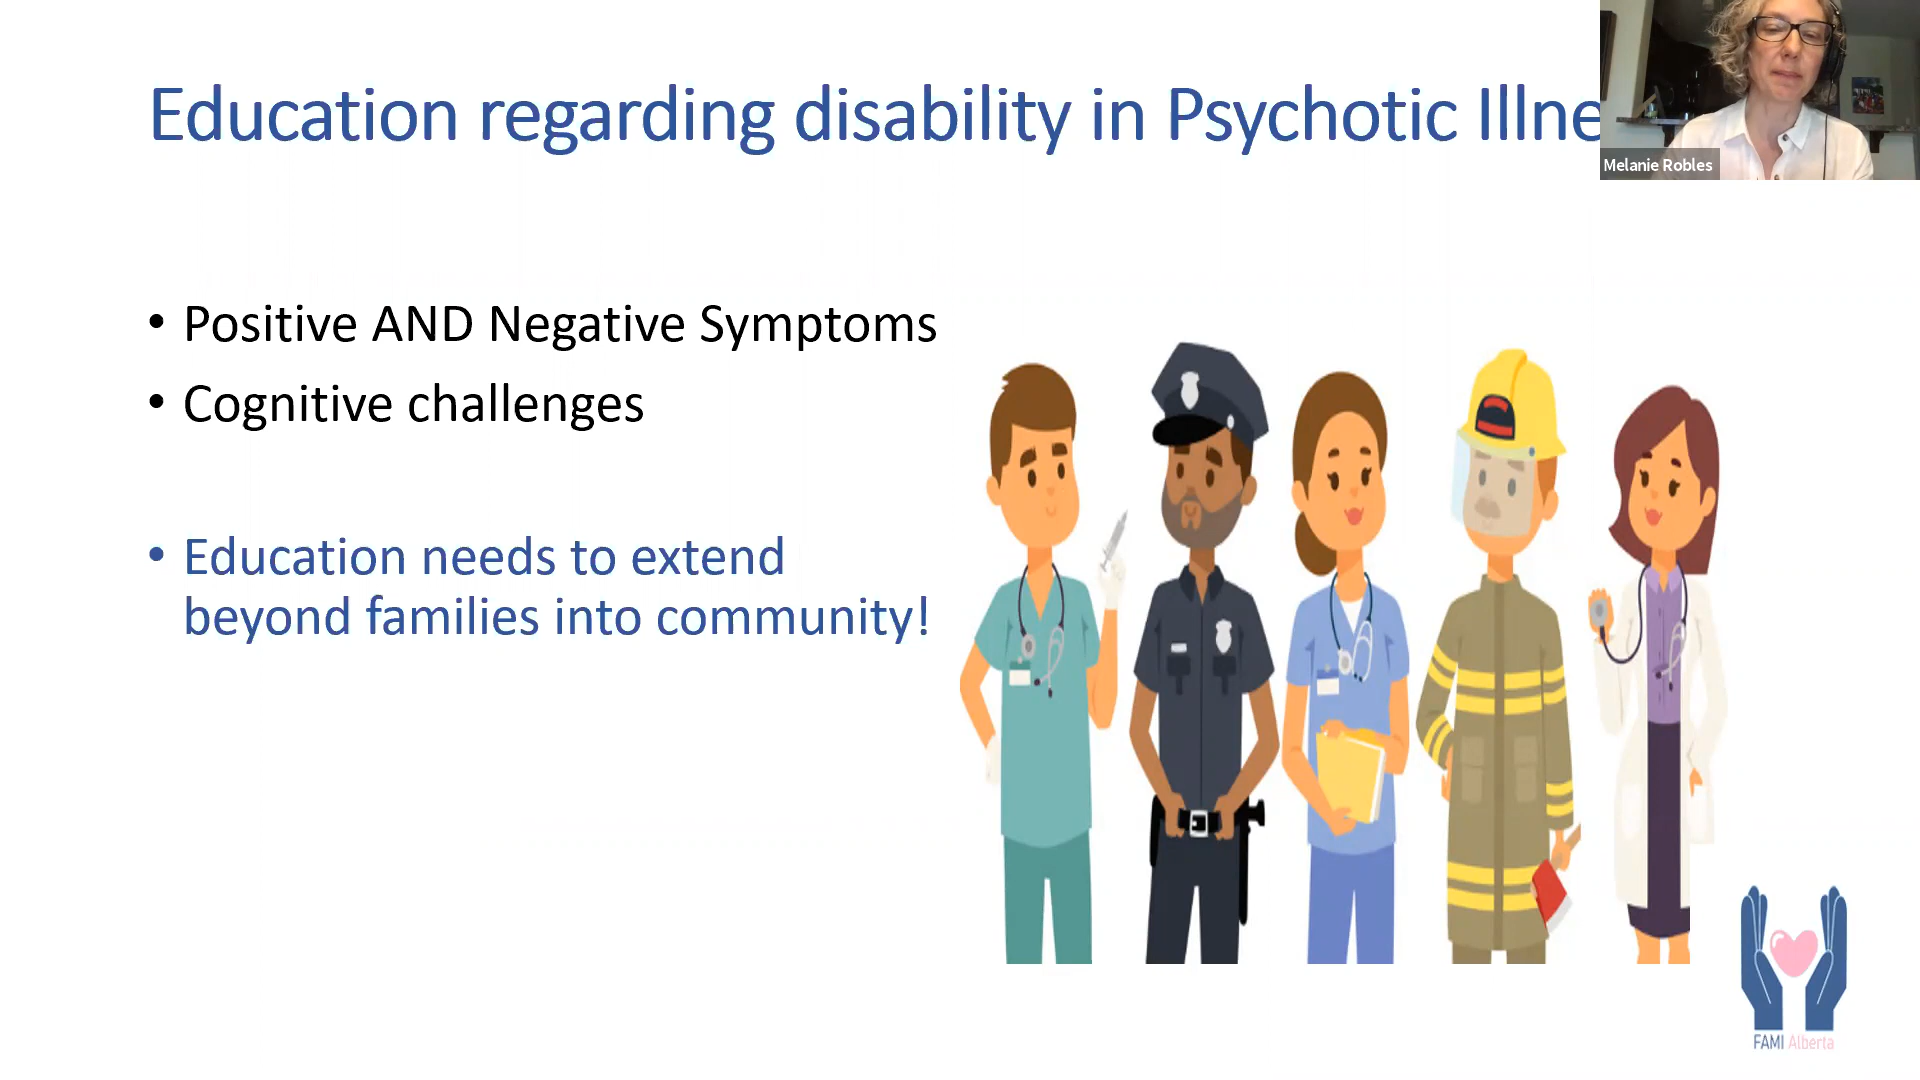 Education regarding disability in Psychotic Illne
Melanie Robles
• Positive AND Negative Symptoms
• Cognitive challenges
• Education needs to extend
beyond families into community!
FAMI Alberta